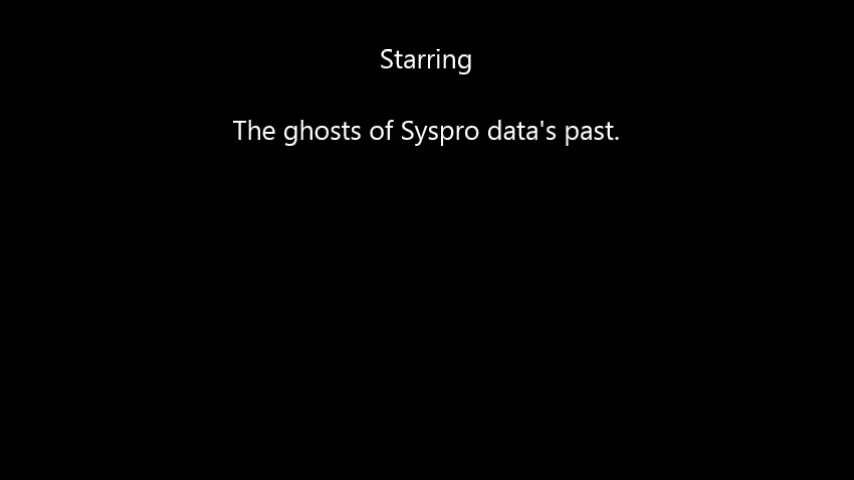 Starring
The ghosts of Syspro data's past.